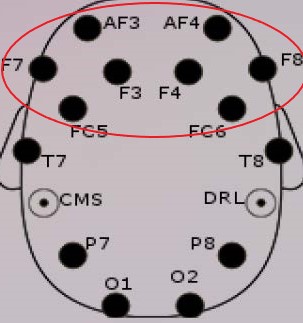 AF3 AF4
F7 F8
F3 F4
FC5 FC6
T7 T8
CMS DRL
P7 P8
O1 O2